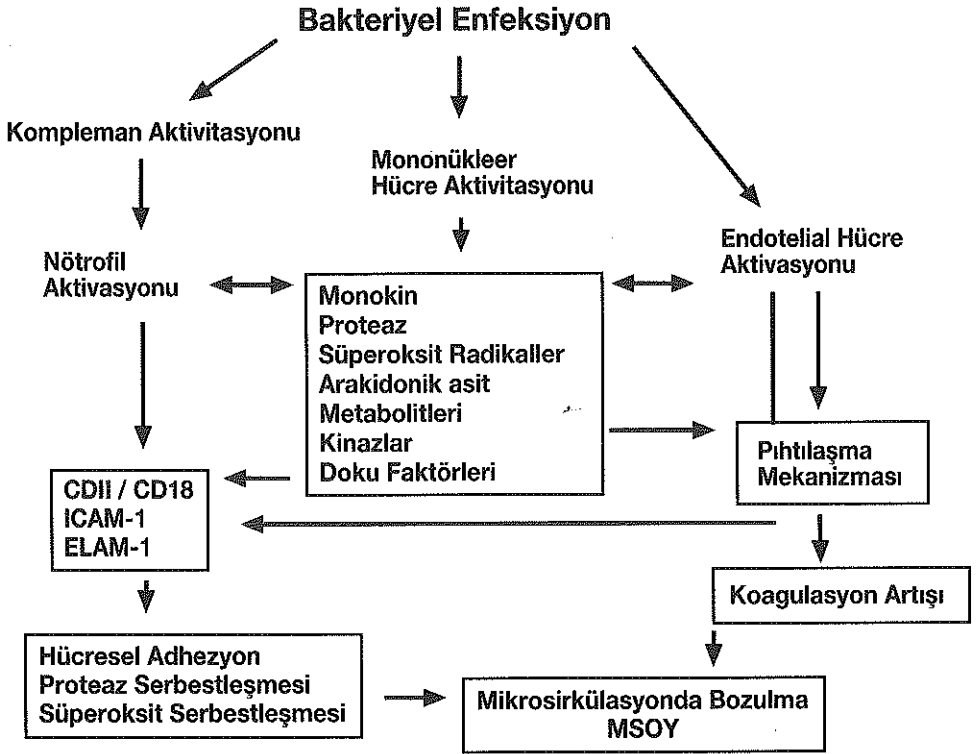 Bakteriyel Enfeksiyon
Kompleman Aktivitasyonu
Mononükleer
Hücre Aktivitasyonu
Endotelial Hücre
Aktivasyonu
Nötrofil
Aktivasyonu
Monokin
Proteaz
Süperoksit Radikaller
Arakidonik asit
Metabolitleri
Kinazlar
Doku Faktörleri
Pıhtılaşma
Mekanizması
CDII / CD18
ICAM-1
ELAM-1
Koagulasyon Artışı
Hücresel Adhezyon
Proteaz Serbestleşmesi
Süperoksit Serbestleşmesi
Mikrosirkülasyonda Bozulma
MSOY